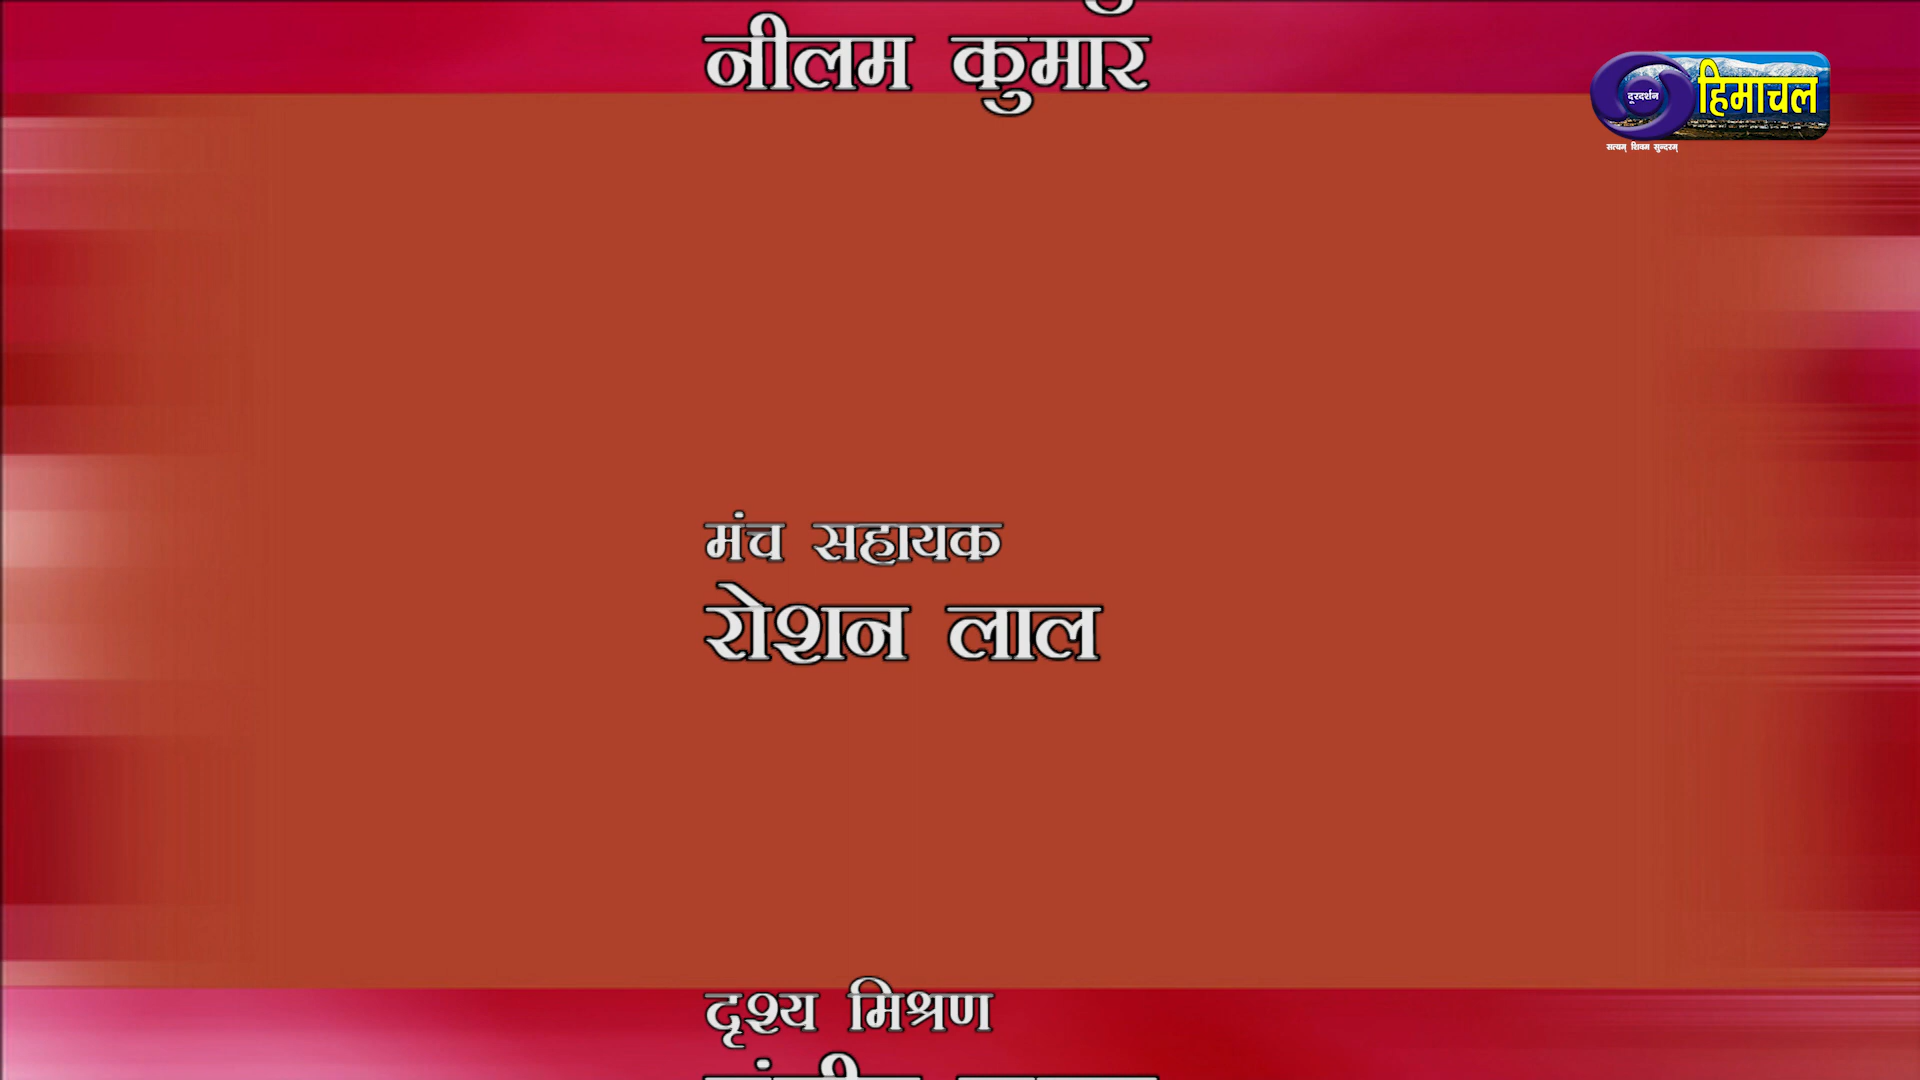 नीलम कुमार
दूरदर्शन
हिमाचल
सत्यम् शिवम सुन्दरम्
मंच सहायक
रोशन लाल
दृश्य मिश्रण